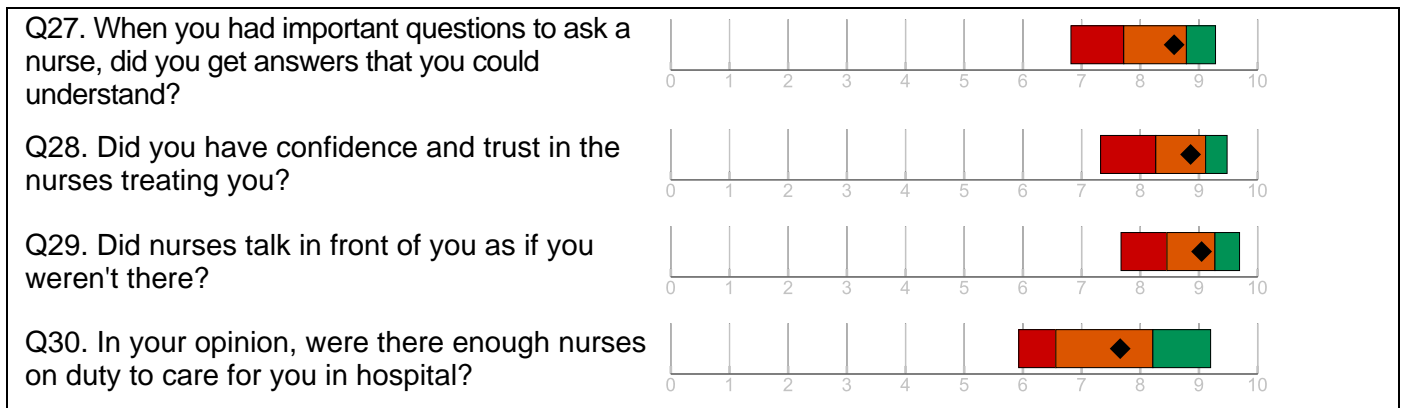 Q27. When you had important questions to ask a
nurse, did you get answers that you could
understand?
0 1 2 3 4 5 6 7 8 9 10
Q28. Did you have confidence and trust in the
nurses treating you?
0 1 2 3 4 5 6 7 8 9 10
Q29. Did nurses talk in front of you as if you
weren't there?
0 1 2 3 4 5 6 7 8 9 10
Q30. In your opinion, were there enough nurses
on duty to care for you in hospital?
0 1 2 3 4 5 6 7 8 9 10